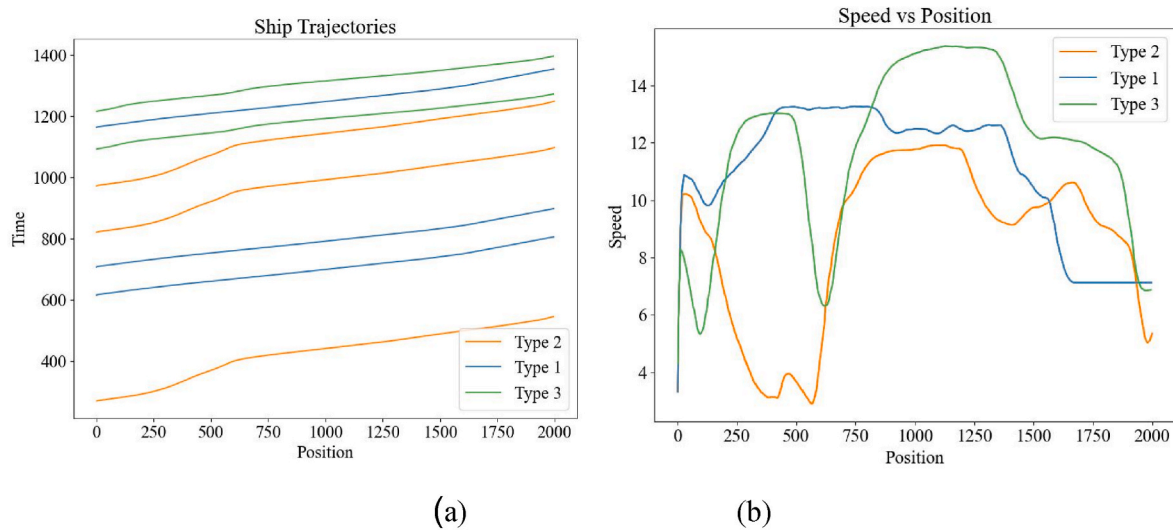 Ship Trajectories
1400
1200
1000
800
600
400
Time
0 250 500 750 1000 1250 1500 1750 2000
Position
Type 2
Type 1
Type 3
(a)
Speed vs Position
14
12
10
8
6
4
Speed
0 250 500 750 1000 1250 1500 1750 2000
Position
Type 2
Type 1
Type 3
(b)